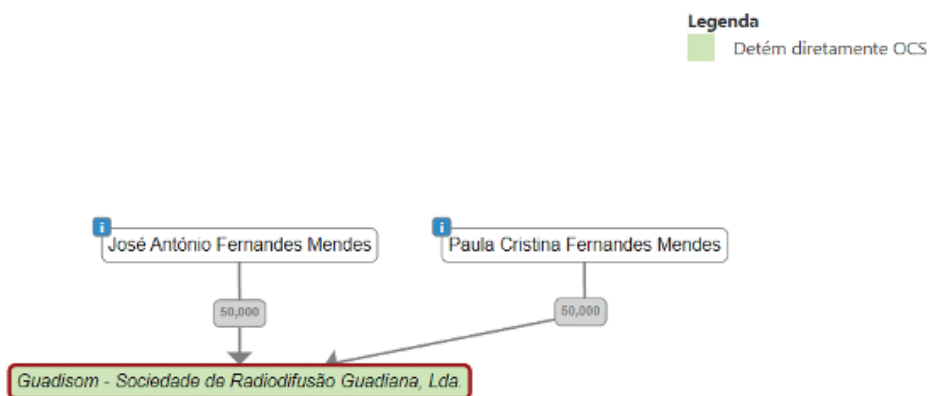 Legenda
Detém diretamente OCS
i
José António Fernandes Mendes
i
Paula Cristina Fernandes Mendes
50,000
50,000
Guadisom - Sociedade de Radiodifusão Guadiana, Lda.